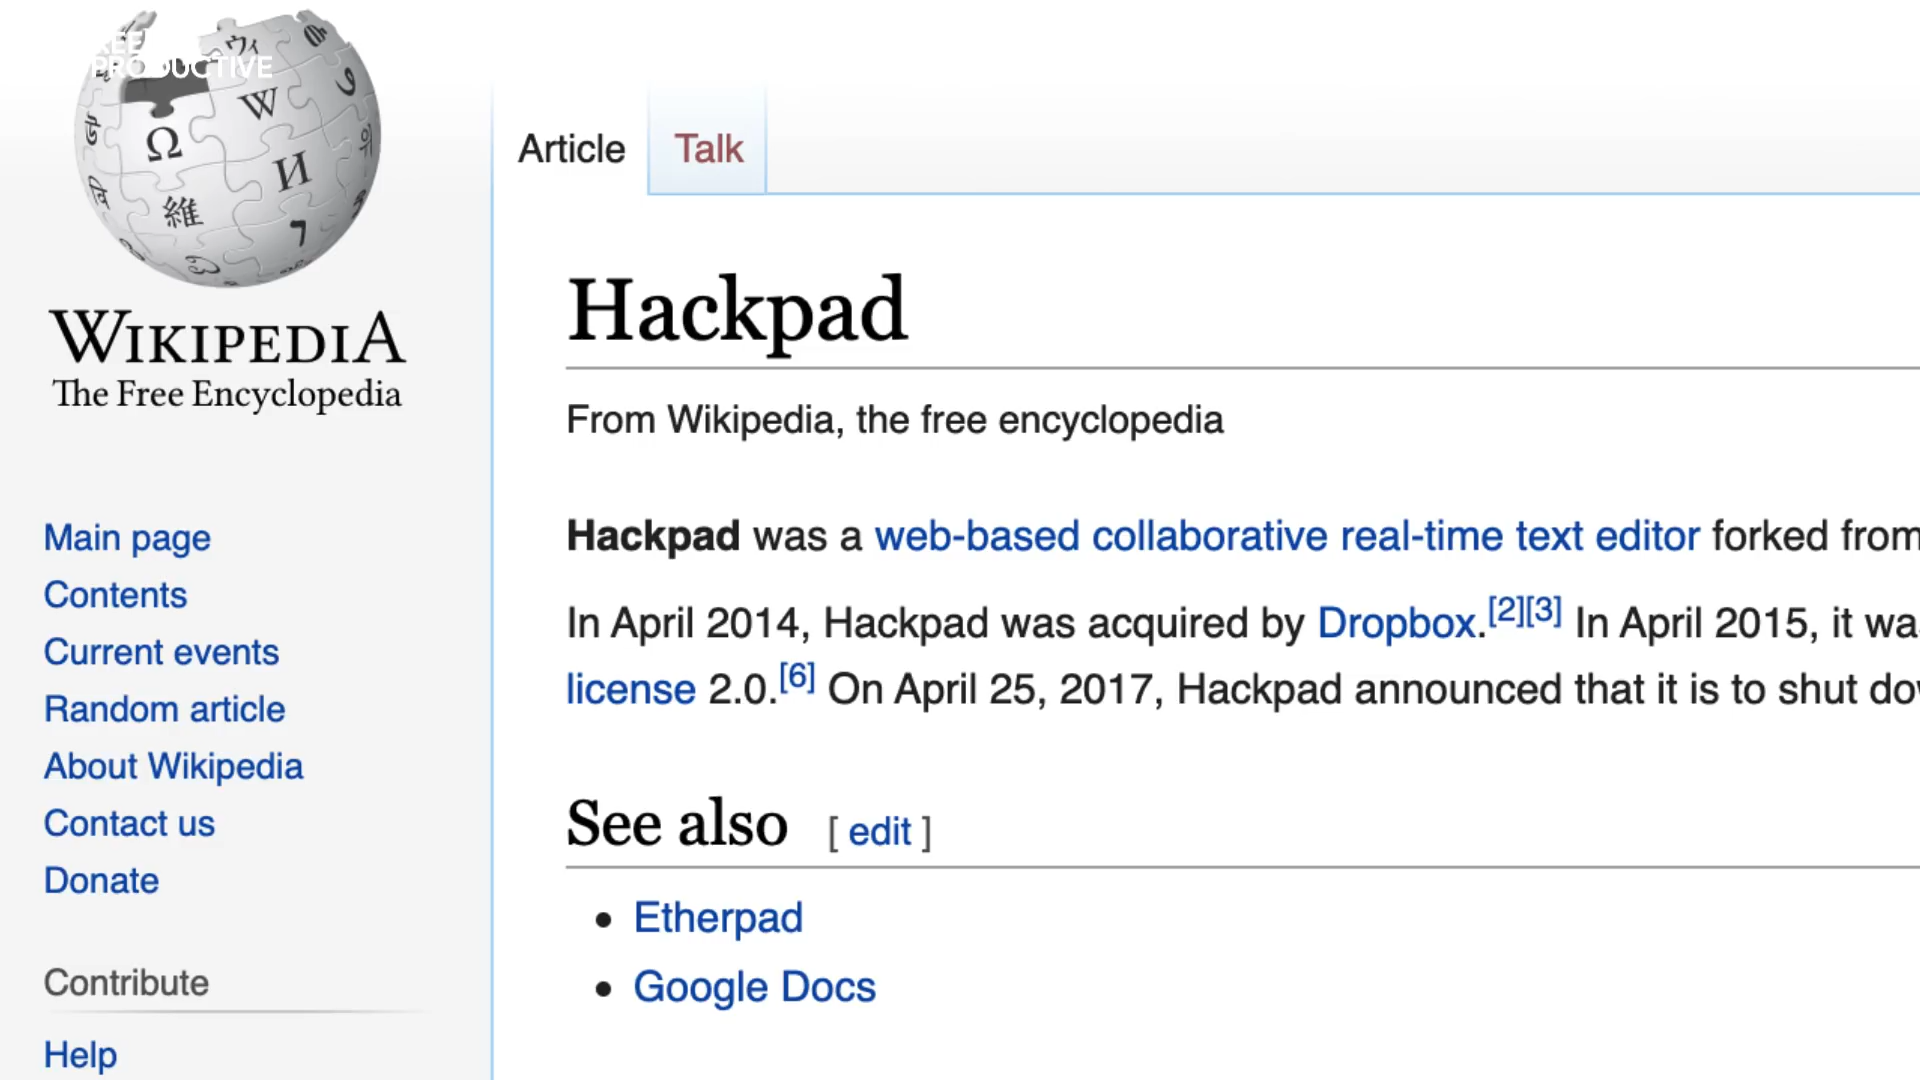 PRODUCTIVE
WIKIPEDIA
The Free Encyclopedia
Main page
Contents
Current events
Random article
About Wikipedia
Contact us
Donate
Contribute
Help
Article
Talk
Hackpad
From Wikipedia, the free encyclopedia
Hackpad was a web-based collaborative real-time text editor forked from
In April 2014, Hackpad was acquired by Dropbox.[2][3] In April 2015, it
license 2.0.[6] On April 25, 2017, Hackpad announced that it is to shut
See also [ edit ]
• Etherpad
• Google Docs